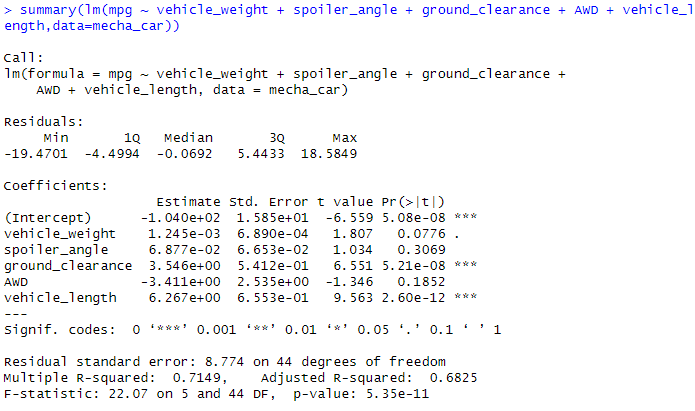 > summary(lm(mpg ~ vehicle_weight + spoiler_angle + ground_clearance + AWD + vehicle_l
ength,data=mecha_car))
Call:
lm(formula = mpg ~ vehicle_weight + spoiler_angle + ground_clearance +
    AWD + vehicle_length, data = mecha_car)
Residuals:
     Min       1Q   Median       3Q      Max
-19.4701  -4.4994  -0.0692   5.4433  18.5849
Coefficients:
                   Estimate Std. Error t value Pr(>|t|)
(Intercept)      -1.040e+02  1.585e+01  -6.559 5.08e-08 ***
vehicle_weight    1.245e-03  6.890e-04   1.807   0.0776 .
spoiler_angle     6.877e-02  6.653e-02   1.034   0.3069
ground_clearance  3.546e+00  5.412e-01   6.551 5.21e-08 ***
AWD              -3.411e+00  2.535e+00  -1.346   0.1852
vehicle_length    6.267e+00  6.553e-01   9.563 2.60e-12 ***
---
Signif. codes:  0 ‘***’ 0.001 ‘**’ 0.01 ‘*’ 0.05 ‘.’ 0.1 ‘ ’ 1
Residual standard error: 8.774 on 44 degrees of freedom
Multiple R-squared:  0.7149,    Adjusted R-squared:  0.6825
F-statistic: 22.07 on 5 and 44 DF,  p-value: 5.35e-11